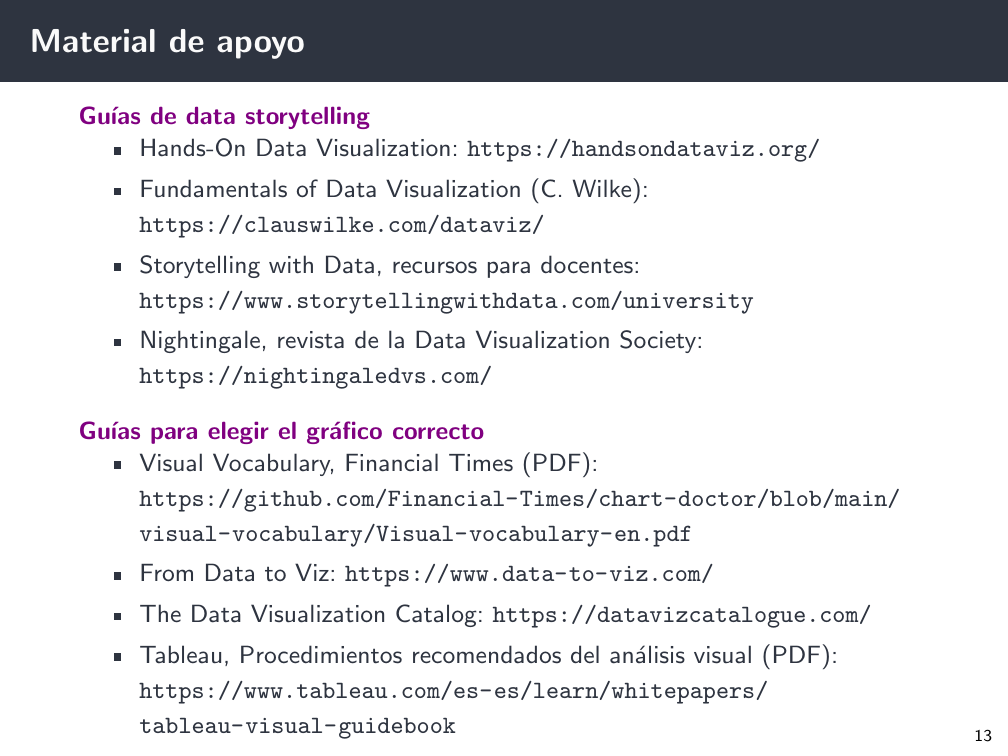 Material de apoyo
Guías de data storytelling
▪ Hands-On Data Visualization: https://handsondataviz.org/
▪ Fundamentals of Data Visualization (C. Wilke):
https://clauswilke.com/dataviz/
▪ Storytelling with Data, recursos para docentes:
https://www.storytellingwithdata.com/university
▪ Nightingale, revista de la Data Visualization Society:
https://nightingaledvs.com/
Guías para elegir el gráfico correcto
▪ Visual Vocabulary, Financial Times (PDF):
https://github.com/Financial-Times/chart-doctor/blob/main/
visual-vocabulary/Visual-vocabulary-en.pdf
▪ From Data to Viz: https://www.data-to-viz.com/
▪ The Data Visualization Catalog: https://datavizcatalogue.com/
▪ Tableau, Procedimientos recomendados del análisis visual (PDF):
https://www.tableau.com/es-es/learn/whitepapers/
tableau-visual-guidebook
13